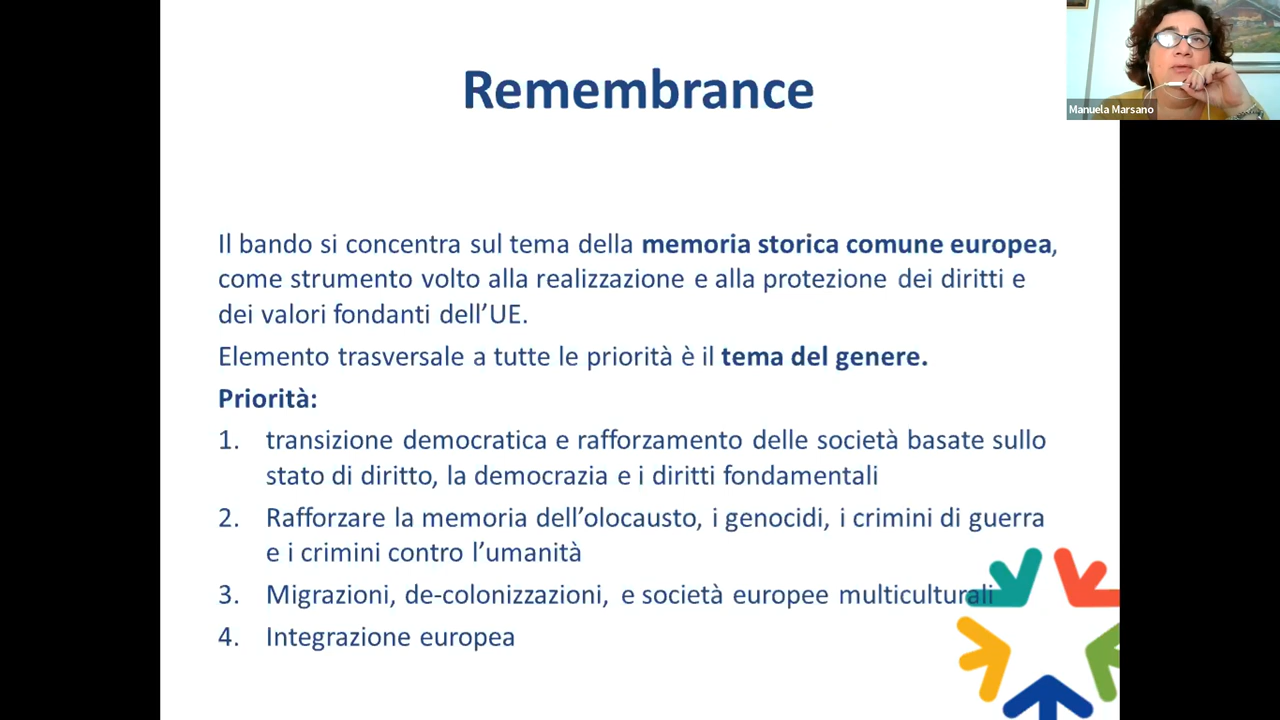 Remembrance
Manuela Marsano
Il bando si concentra sul tema della memoria storica comune europea,
come strumento volto alla realizzazione e alla protezione dei diritti e
dei valori fondanti dell’UE.
Elemento trasversale a tutte le priorità è il tema del genere.
Priorità:
1. transizione democratica e rafforzamento delle società basate sullo
stato di diritto, la democrazia e i diritti fondamentali
2. Rafforzare la memoria dell’olocausto, i genocidi, i crimini di guerra
e i crimini contro l’umanità
3. Migrazioni, de-colonizzazioni, e società europee multiculturali
4. Integrazione europea